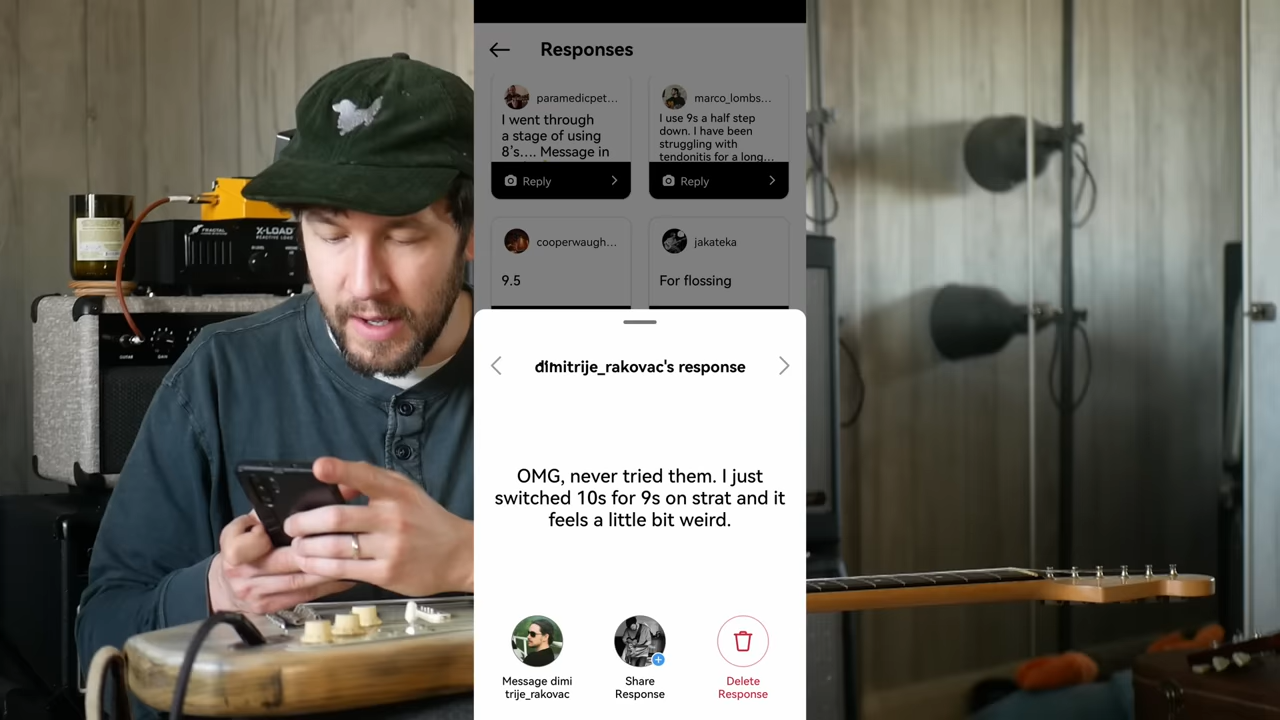 Responses
paramedicpet...
I went through
a stage of using
8's.... Message in
Reply
marco_lombs...
I use 9s a half step
down. I have been
struggling with
tendonitis for a long...
Reply
cooperwaugh...
9.5
jakateka
For flossing
dimitrije_rakovac's response
OMG, never tried them. I just
switched 10s for 9s on strat and it
feels a little bit weird.
Message dimi
trije_rakovac
Share
Response
Delete
Response
FRACTAL
X-LOAD
REACTIVE LOAD